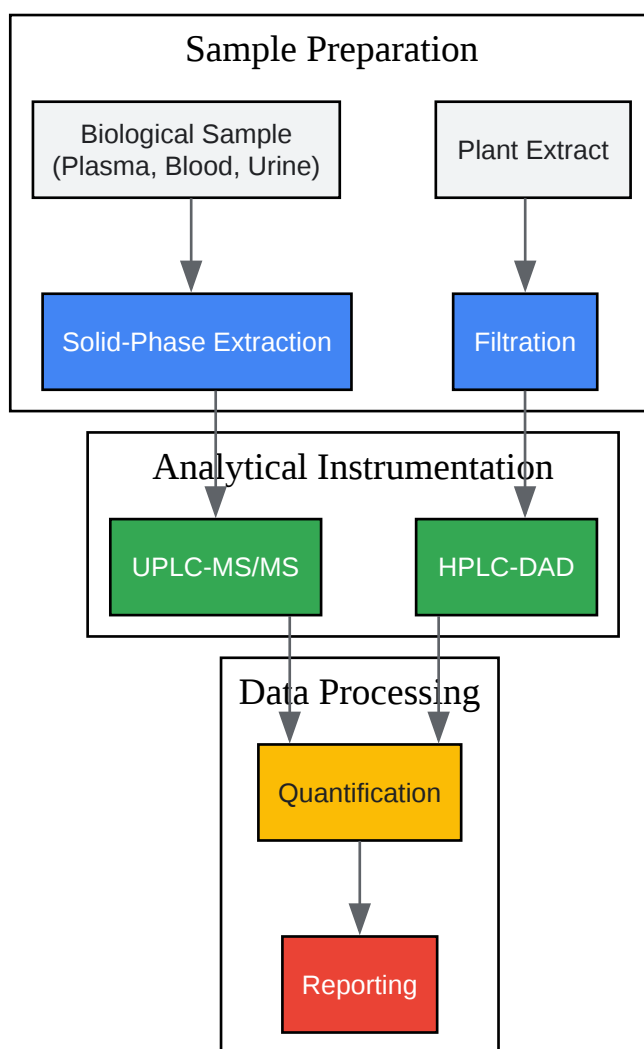 Sample Preparation
Biological Sample
(Plasma, Blood, Urine)
Plant Extract
Solid-Phase Extraction
Filtration
Analytical Instrumentation
UPLC-MS/MS
HPLC-DAD
Data Processing
Quantification
Reporting